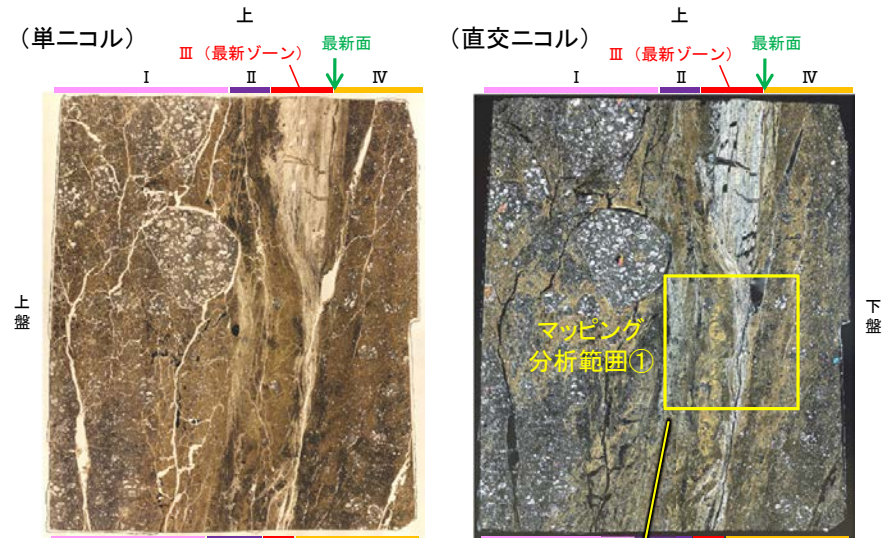 上
(単ニコル)
Ⅲ(最新ゾーン)
最新面
Ⅰ
Ⅱ
Ⅳ
上盤
上
(直交ニコル)
Ⅲ(最新ゾーン)
最新面
Ⅰ
Ⅱ
Ⅳ
下盤
マッピング
分析範囲①